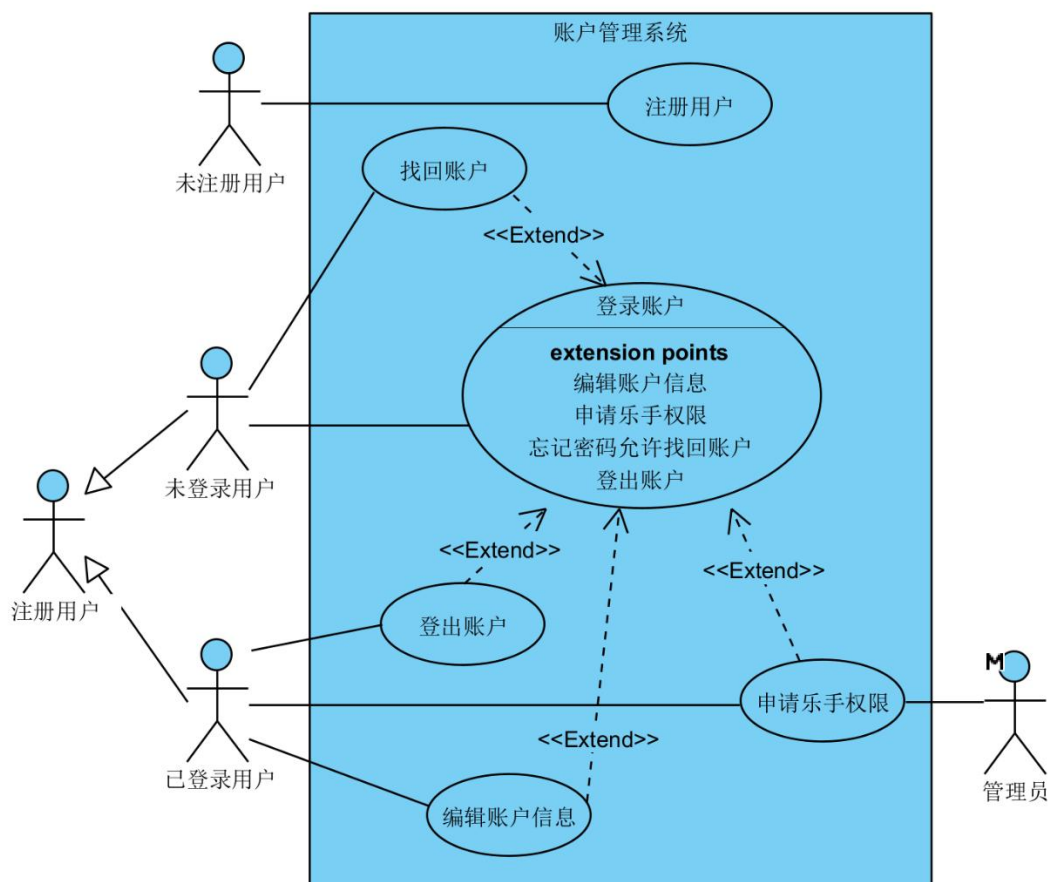 账户管理系统
注册用户
未注册用户
找回账户
<<Extend>>
登录账户
extension points
编辑账户信息
申请乐手权限
忘记密码允许找回账户
登出账户
未登录用户
注册用户
<<Extend>>
<<Extend>>
登出账户
M
申请乐手权限
<<Extend>>
已登录用户
管理员
编辑账户信息